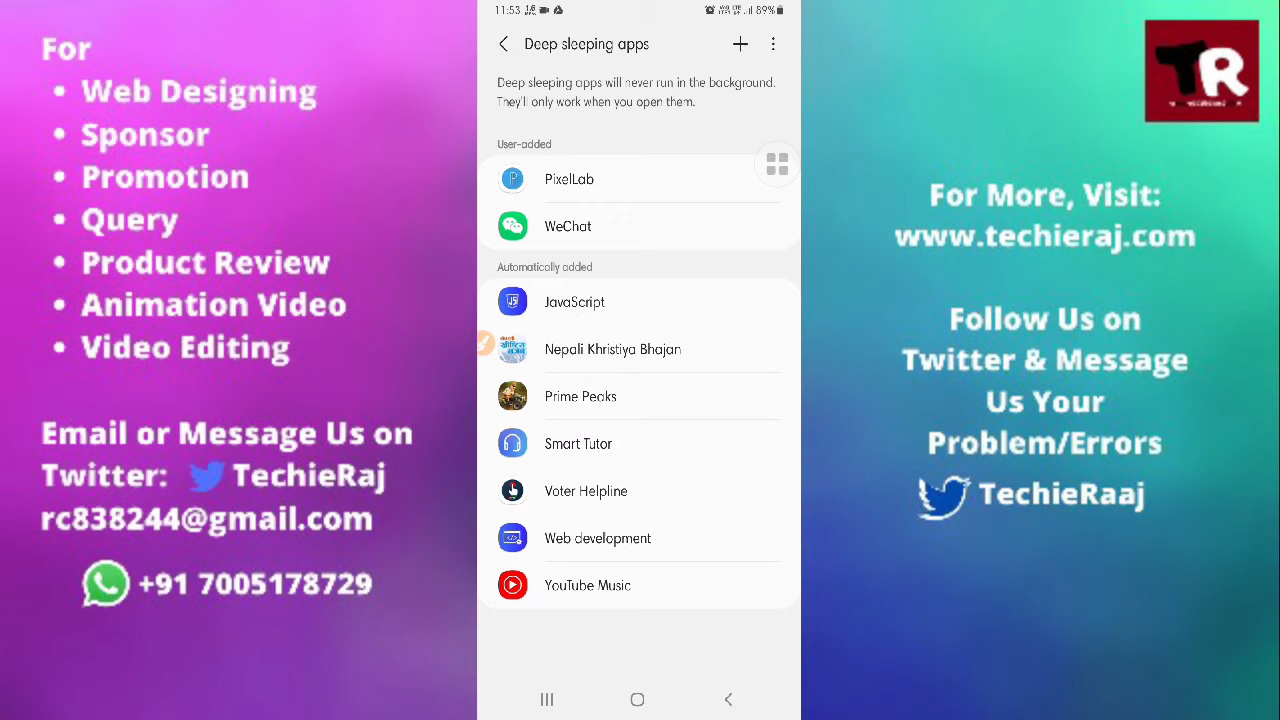 For
• Web Designing
• Sponsor
• Promotion
• Query
• Product Review
• Animation Video
• Video Editing
Email or Message Us on
Twitter: TechieRaj
rc838244@gmail.com
+91 7005178729
11:53
89%
Deep sleeping apps
Deep sleeping apps will never run in the background.
They'll only work when you open them.
User-added
PixelLab
WeChat
Automatically added
JavaScript
Nepali Khristiya Bhajan
Prime Peaks
Smart Tutor
Voter Helpline
Web development
YouTube Music
TR
For More, Visit:
www.techieraj.com
Follow Us on
Twitter & Message
Us Your
Problem/Errors
TechieRaaj